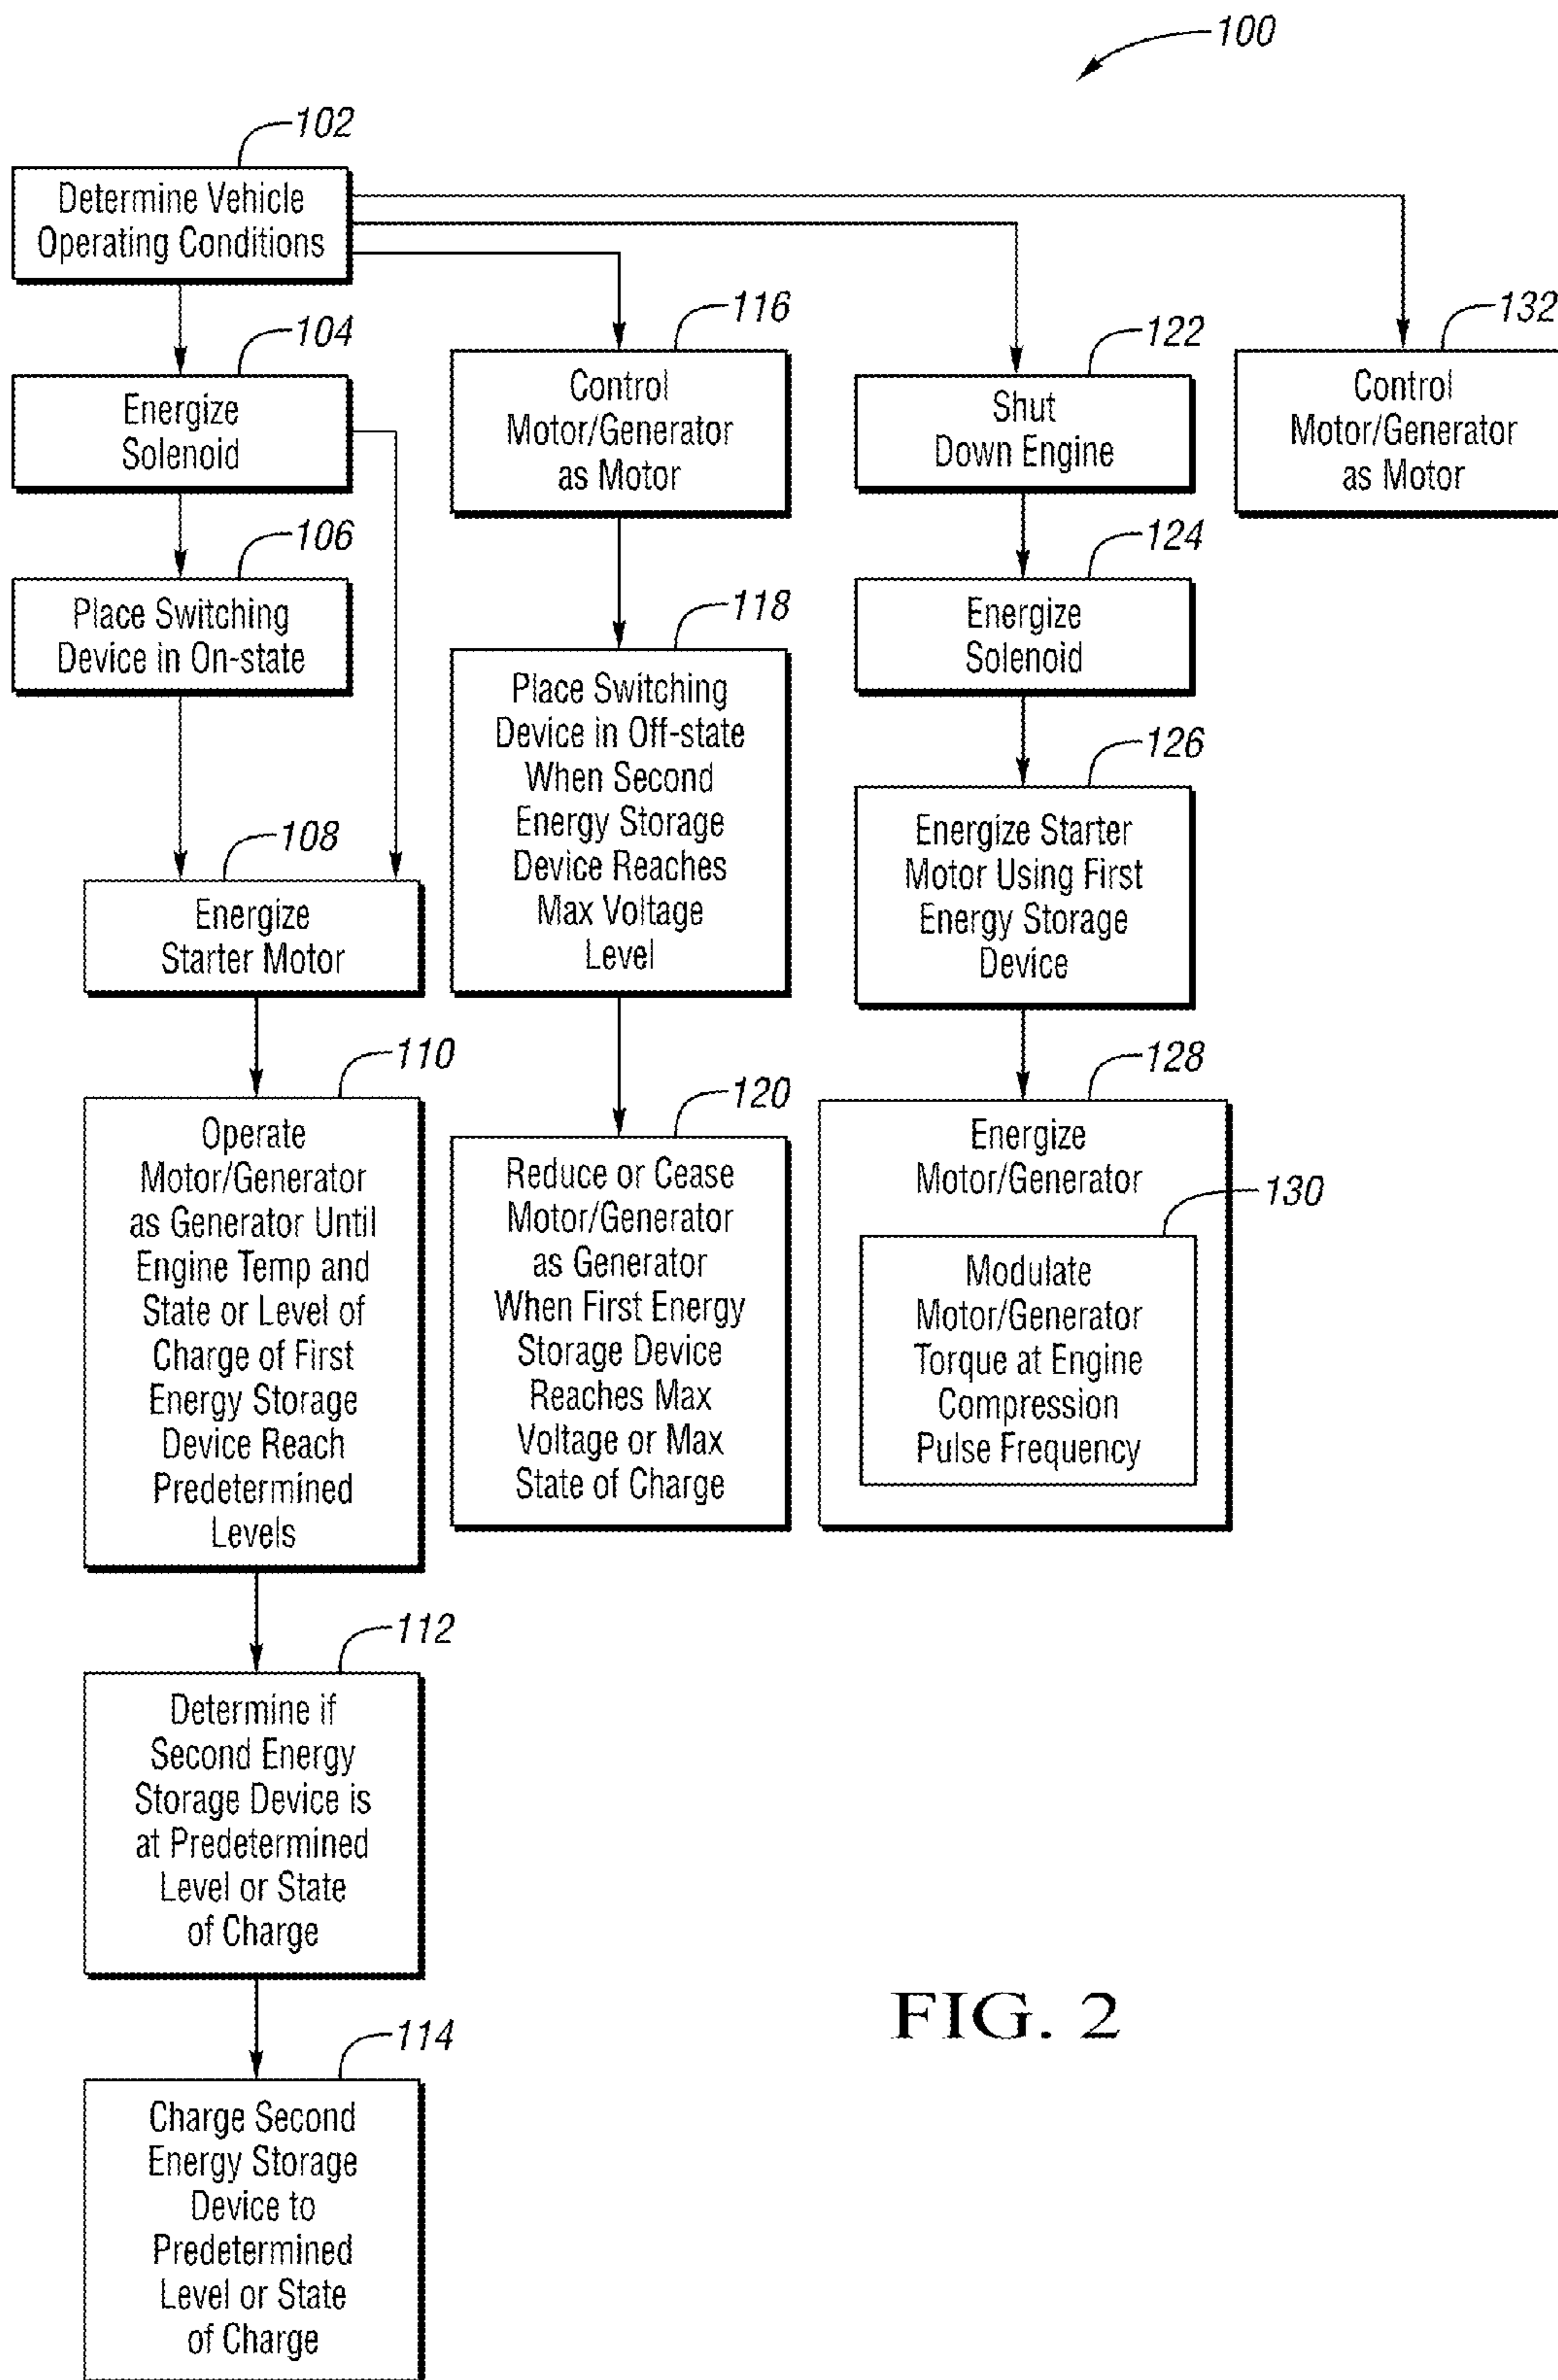 100
102
Determine Vehicle
Operating Conditions
104
Energize
Solenoid
106
Place Switching
Device in On-state
108
Energize
Starter Motor
110
Operate
Motor/Generator
as Generator Until
Engine Temp and
State or Level of
Charge of First
Energy Storage
Device Reach
Predetermined
Levels
112
Determine if
Second Energy
Storage Device is
at Predetermined
Level or State
of Charge
114
Charge Second
Energy Storage
Device to
Predetermined
Level or State
of Charge
116
Control
Motor/Generator
as Motor
118
Place Switching
Device in Off-state
When Second
Energy Storage
Device Reaches
Max Voltage
Level
120
Reduce or Cease
Motor/Generator
as Generator
When First Energy
Storage Device
Reaches Max
Voltage or Max
State of Charge
122
Shut
Down Engine
124
Energize
Solenoid
126
Energize Starter
Motor Using First
Energy Storage
Device
128
Energize
Motor/Generator
130
Modulate
Motor/Generator
Torque at Engine
Compression
Pulse Frequency
132
Control
Motor/Generator
as Motor
FIG. 2